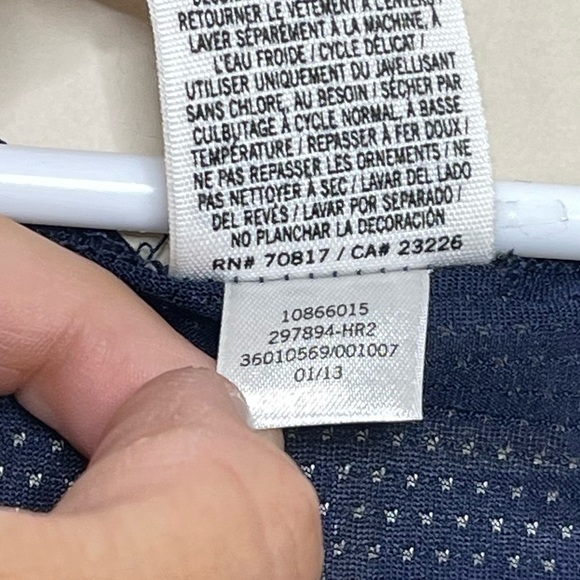 RETOURNER LE VÊTEMENT À L'ENVERS /
LAVER SÉPARÉMENT À LA MACHINE, À
L'EAU FROIDE / CYCLE DÉLICAT /
UTILISER UNIQUEMENT DU JAVELLISANT
SANS CHLORE, AU BESOIN / SÉCHER PAR
CULBUTAGE À CYCLE NORMAL, À BASSE
TEMPÉRATURE / REPASSER À FER DOUX /
NE PAS REPASSER LES ORNEMENTS / NE
PAS NETTOYER À SEC / LAVAR DEL LADO
DEL REVÉS / LAVAR POR SEPARADO /
NO PLANCHAR LA DECORACIÓN
RN# 70817 / CA# 23226
10866015
297894-HR2
36010569/001007
01/13